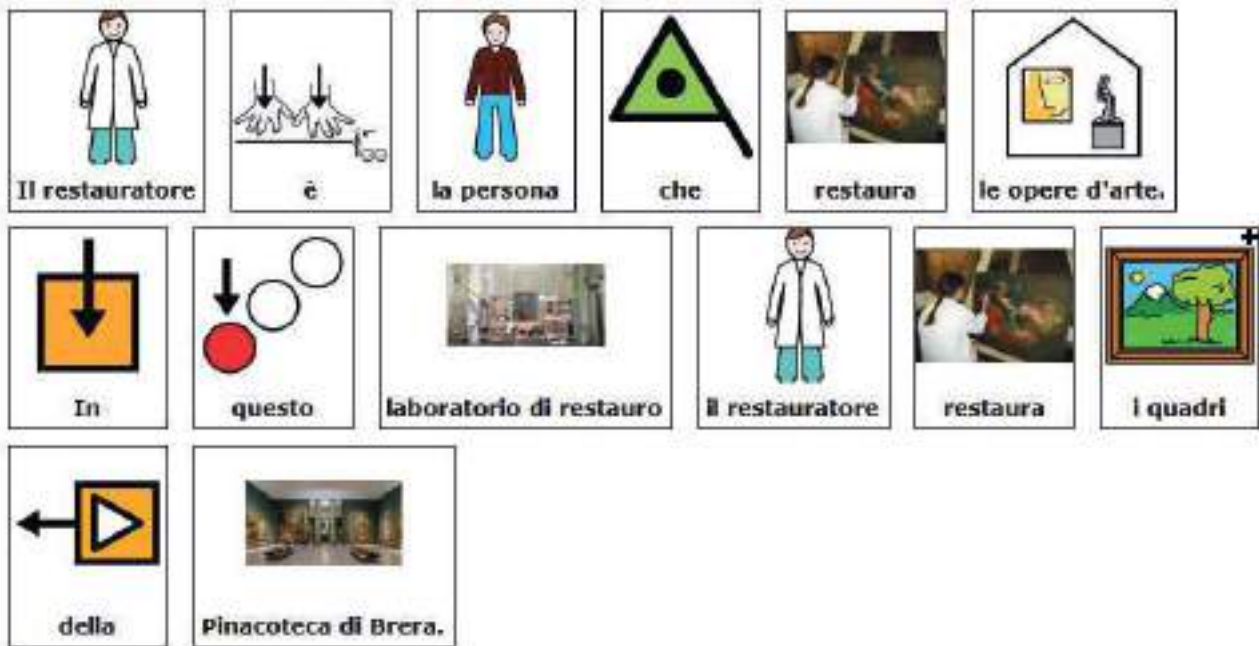 Il restauratore è la persona che restaura le opere d'arte.
In questo laboratorio di restauro il restauratore restaura i quadri
della Pinacoteca di Brera.